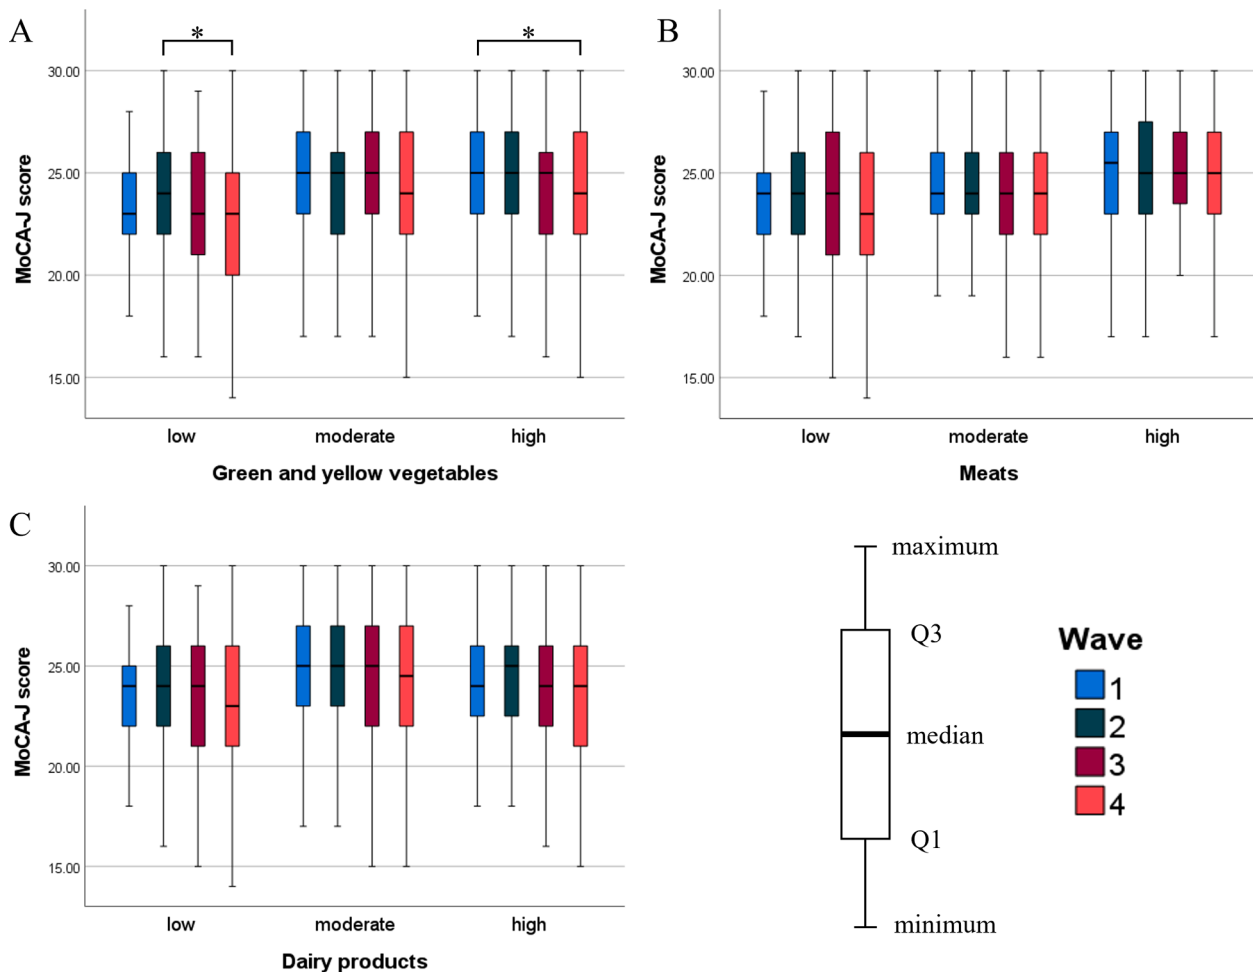 A
*
*
30.00
25.00
20.00
15.00
MoCA-J score
low
moderate
high
Green and yellow vegetables
B
30.00
25.00
20.00
15.00
MoCA-J score
low
moderate
high
Meats
C
30.00
25.00
20.00
15.00
MoCA-J score
low
moderate
high
Dairy products
maximum
Q3
median
Q1
minimum
Wave
1
2
3
4